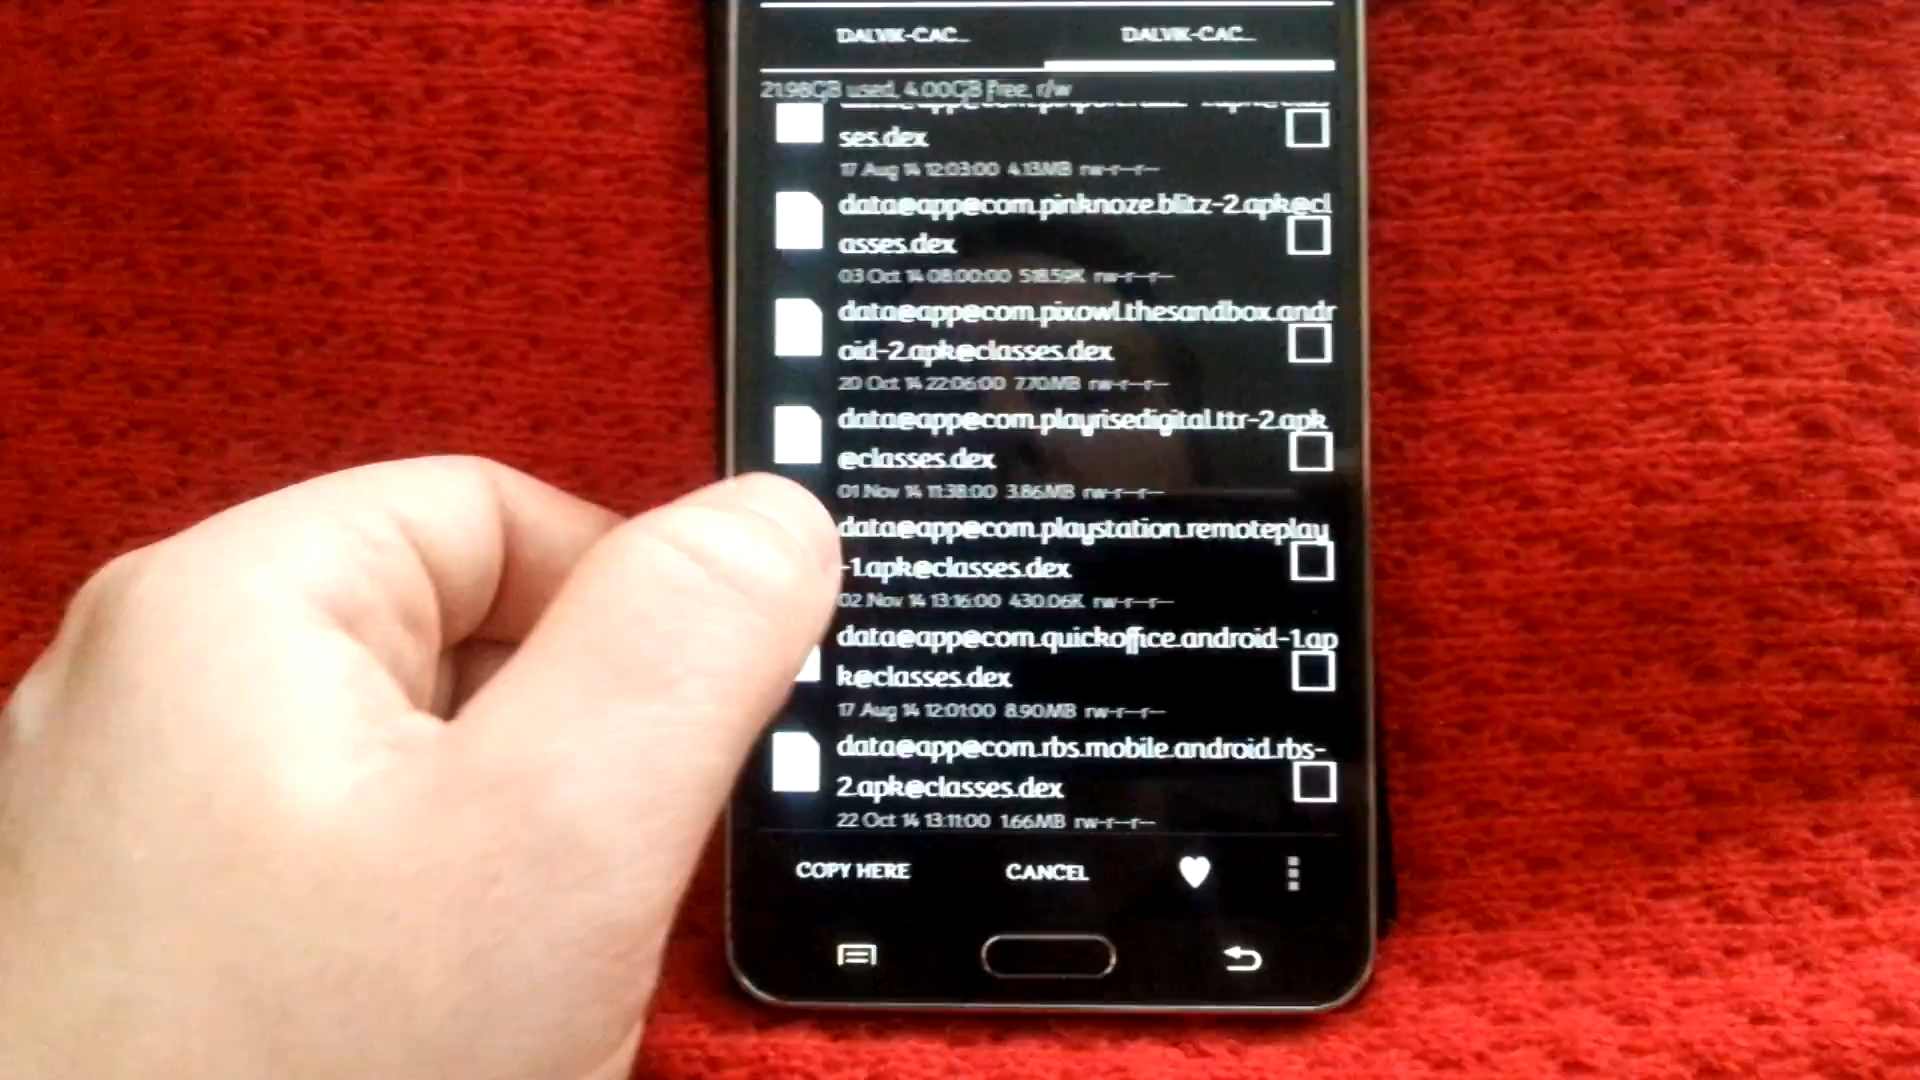 DALVIK-CAC... DALVIK-CAC...
21.98GB used, 4.00GB free, r/w
ses.dex
17 Aug 14 12:03:00 4.13MB rw-r--r--
data@app@com.pinknoze.blitz-2.apk@cl
asses.dex
03 Oct 14 08:00:00 518.59K rw-r--r--
data@app@com.pixowl.thesandbox.andr
oid-2.apk@classes.dex
20 Oct 14 22:06:00 7.70MB rw-r--r--
data@app@com.playrisedigital.ttr-2.apk
@classes.dex
01 Nov 14 11:38:00 3.86MB rw-r--r--
data@app@com.playstation.remoteplay
-1.apk@classes.dex
02 Nov 14 13:16:00 430.06K rw-r--r--
data@app@com.quickoffice.android-1.ap
k@classes.dex
17 Aug 14 12:01:00 8.90MB rw-r--r--
data@app@com.rbs.mobile.android.rbs-
2.apk@classes.dex
22 Oct 14 13:11:00 1.66MB rw-r--r--
COPY HERE CANCEL